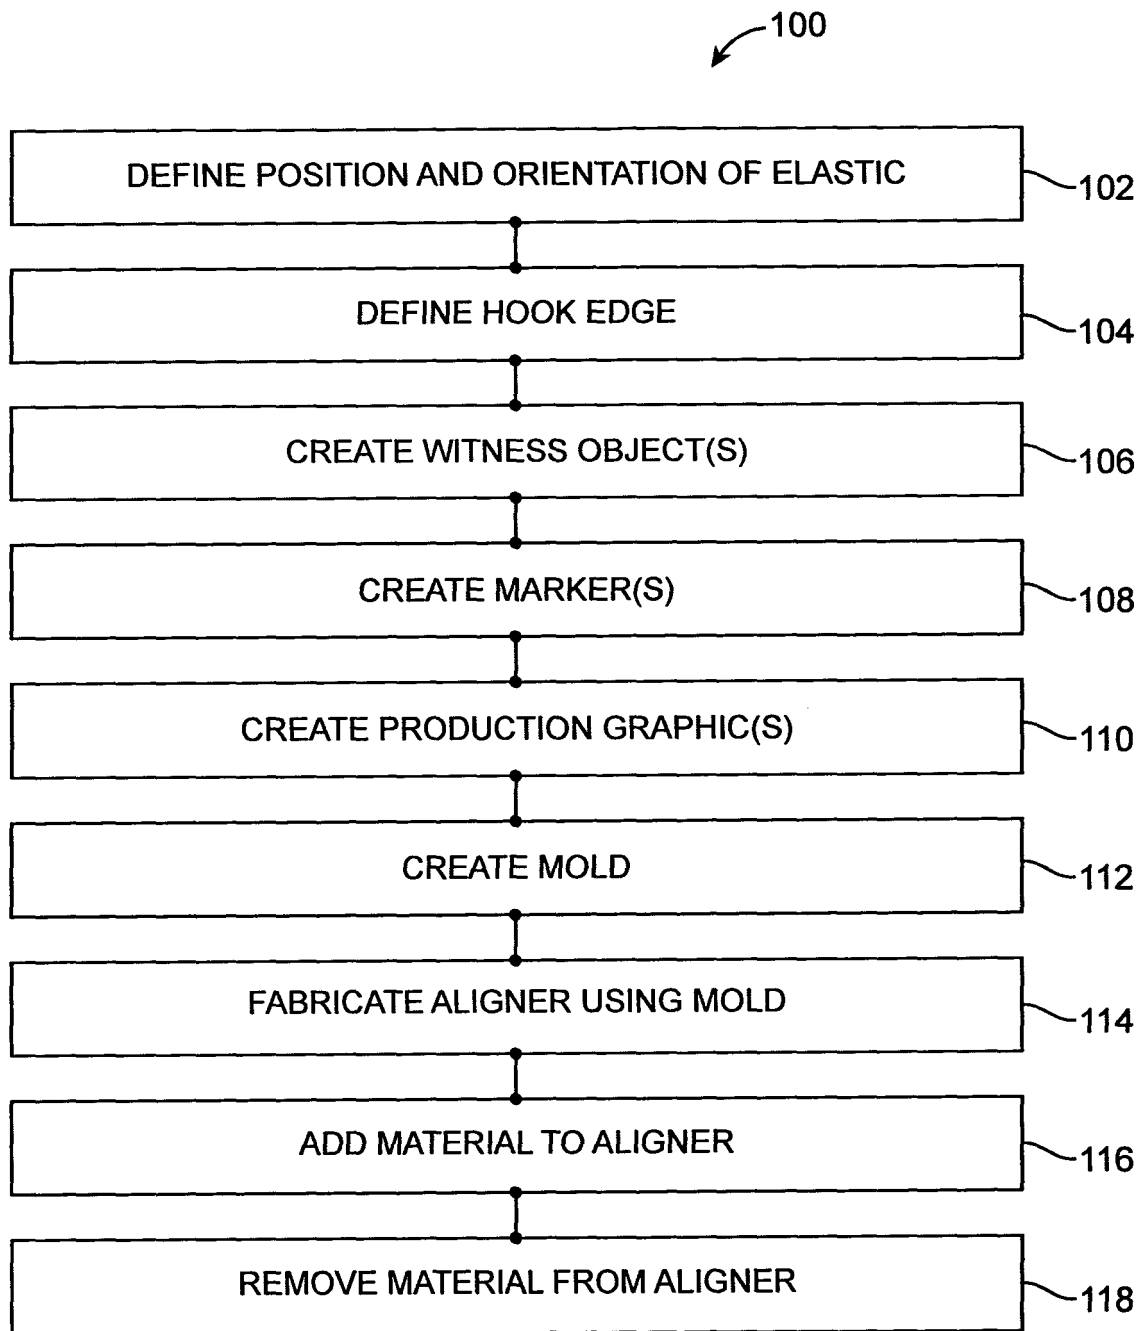 100
DEFINE POSITION AND ORIENTATION OF ELASTIC
102
DEFINE HOOK EDGE
104
CREATE WITNESS OBJECT(S)
106
CREATE MARKER(S)
108
CREATE PRODUCTION GRAPHIC(S)
110
CREATE MOLD
112
FABRICATE ALIGNER USING MOLD
114
ADD MATERIAL TO ALIGNER
116
REMOVE MATERIAL FROM ALIGNER
118